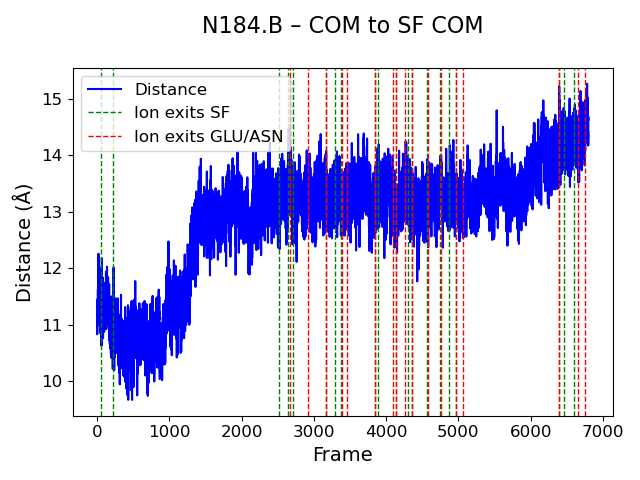 N184.B – COM to SF COM
Distance
Ion exits SF
Ion exits GLU/ASN
Distance (Å)
15
14
13
12
11
10
0 1000 2000 3000 4000 5000 6000 7000
Frame